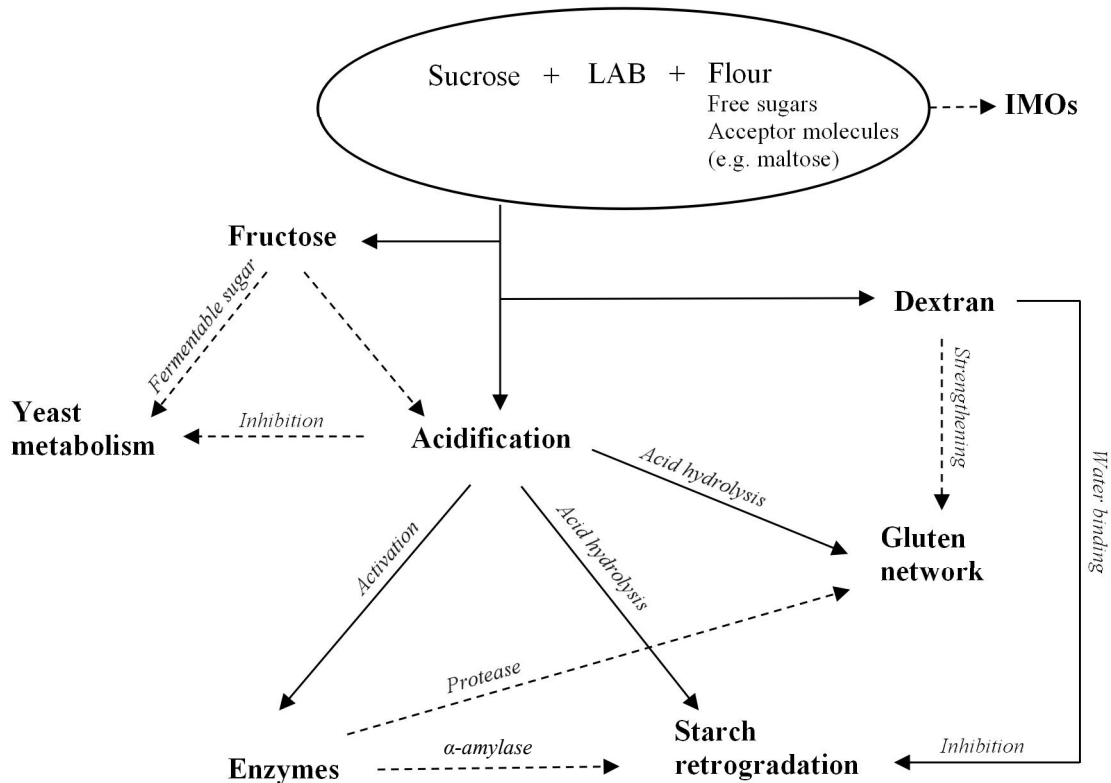 Sucrose + LAB + Flour
Free sugars
Acceptor molecules
(e.g. maltose)
IMOs
Fructose
Dextran
Fermentable sugar
Strengthening
Water binding
Yeast
metabolism
Inhibition
Acidification
Acid hydrolysis
Activation
Acid hydrolysis
Gluten
network
Protease
Enzymes
α-amylase
Starch
retrogradation
Inhibition